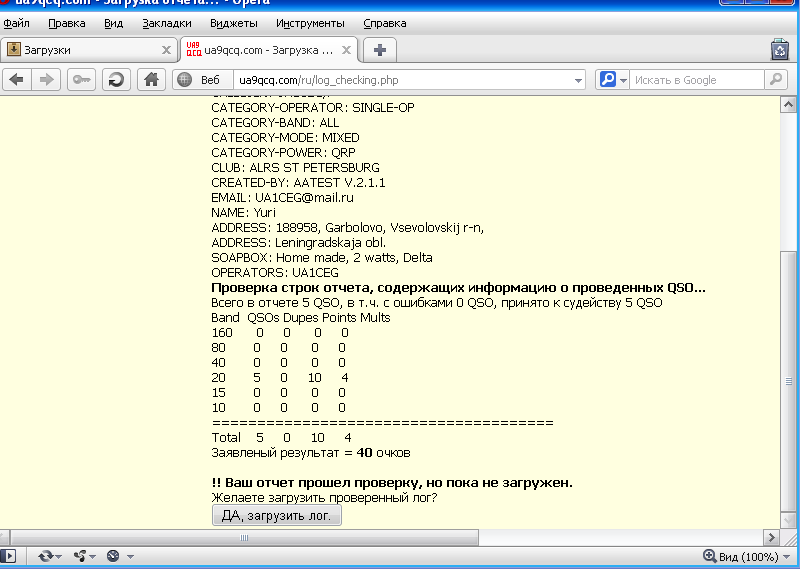 ua9qcq.com - Загрузка отчета... - Opera
Файл Правка Вид Закладки Виджеты Инструменты Справка
Загрузки
UA9 QCQ ua9qcq.com - Загрузка ...
Веб ua9qcq.com/ru/log_checking.php Искать в Google
CATEGORY-OPERATOR: SINGLE-OP
CATEGORY-BAND: ALL
CATEGORY-MODE: MIXED
CATEGORY-POWER: QRP
CLUB: ALRS ST PETERSBURG
CREATED-BY: AATEST V.2.1.1
EMAIL: UA1CEG@mail.ru
NAME: Yuri
ADDRESS: 188958, Garbolovo, Vsevolovskij r-n,
ADDRESS: Leningradskaja obl.
SOAPBOX: Home made, 2 watts, Delta
OPERATORS: UA1CEG
Проверка строк отчета, содержащих информацию о проведенных QSO...
Всего в отчете 5 QSO, в т.ч. с ошибками 0 QSO, принято к судейству 5 QSO
Band QSOs Dupes Points Mults
160 0 0 0 0
80 0 0 0 0
40 0 0 0 0
20 5 0 10 4
15 0 0 0 0
10 0 0 0 0
======================================
Total 5 0 10 4
Заявленый результат = 40 очков
!! Ваш отчет прошел проверку, но пока не загружен.
Желаете загрузить проверенный лог?
ДА, загрузить лог.
Вид (100%)